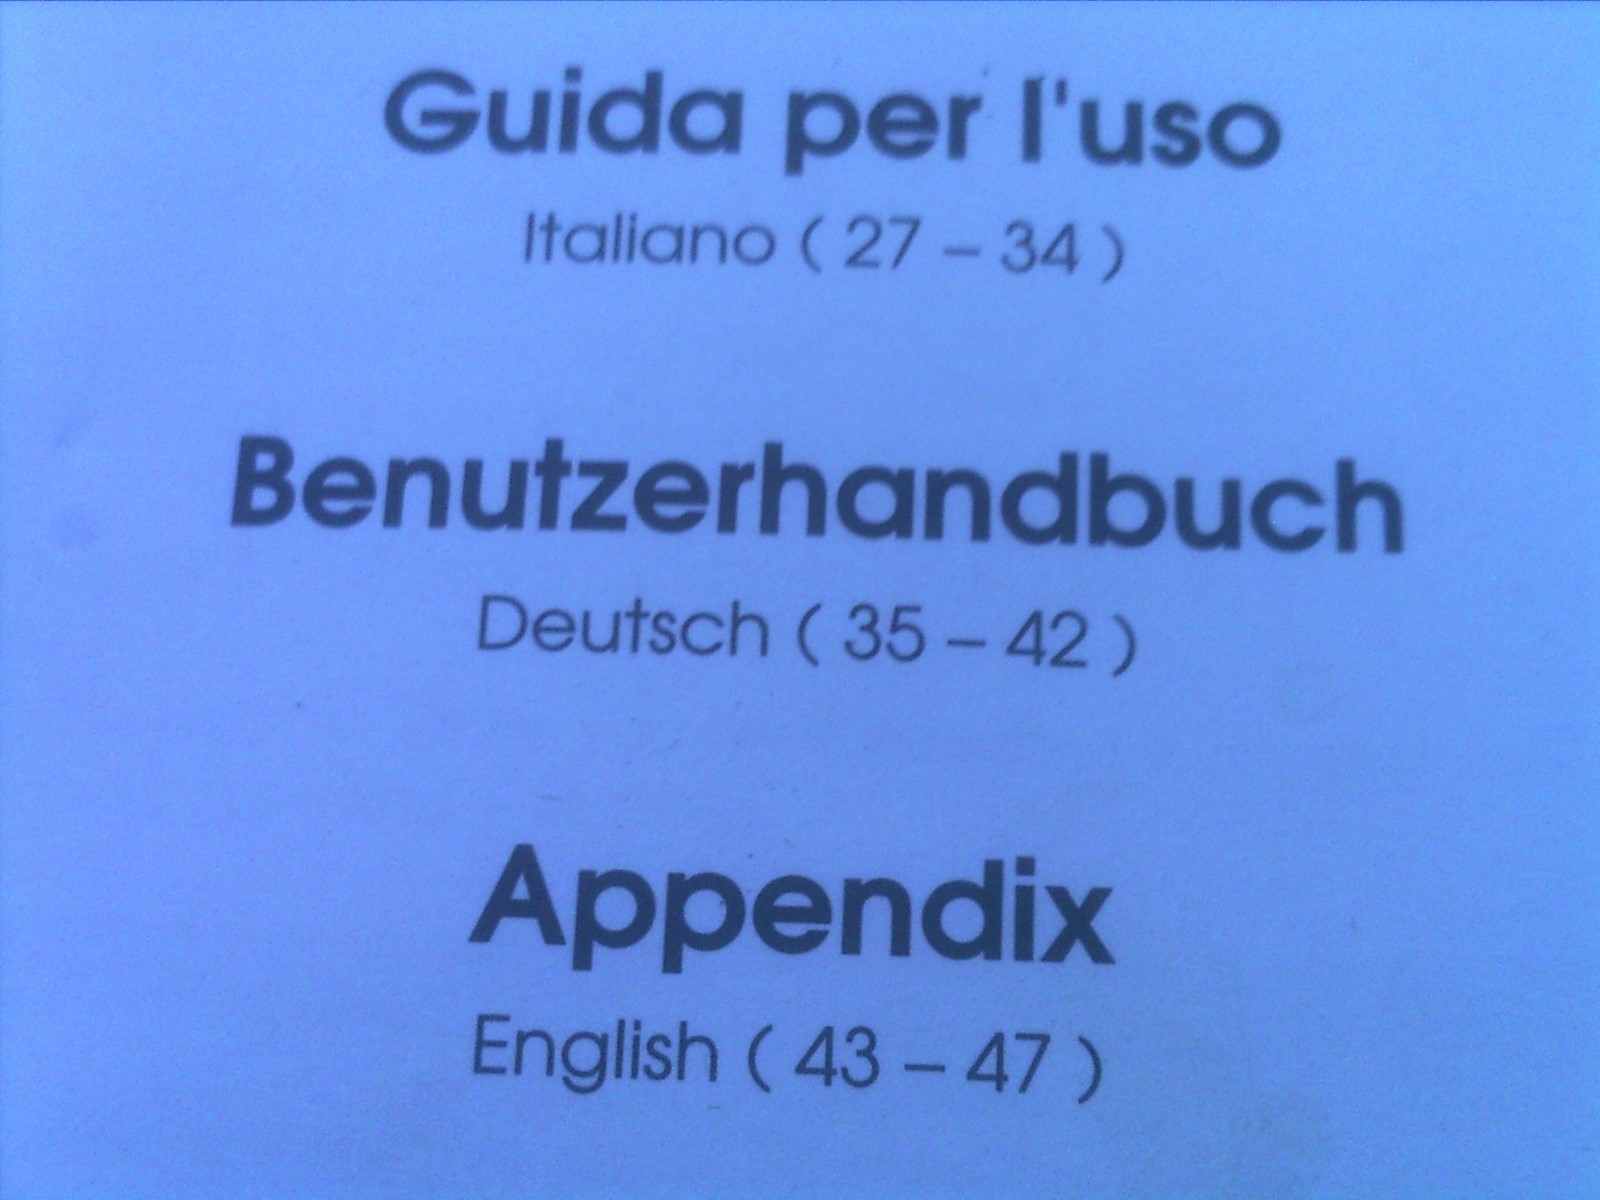 Guida per l'uso
Italiano ( 27 – 34 )
Benutzerhandbuch
Deutsch ( 35 – 42 )
Appendix
English ( 43 – 47 )